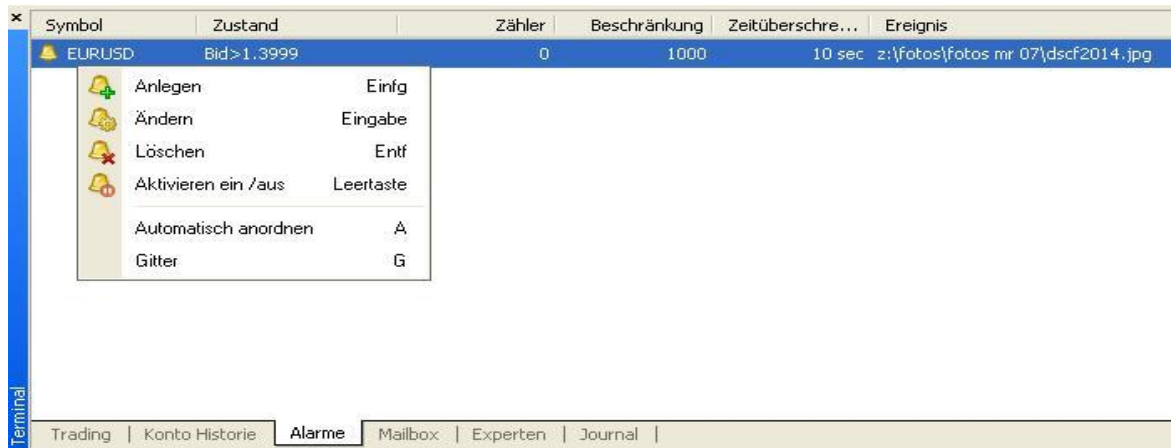 × Symbol Zustand Zähler Beschränkung Zeitüberschre... Ereignis
EURUSD Bid>1.3999 0 1000 10 sec z:\fotos\fotos mr 07\dscf2014.jpg
Anlegen Einfg
Ändern Eingabe
Löschen Entf
Aktivieren ein /aus Leertaste
Automatisch anordnen A
Gitter G
Terminal
Trading | Konto Historie Alarme Mailbox | Experten | Journal |